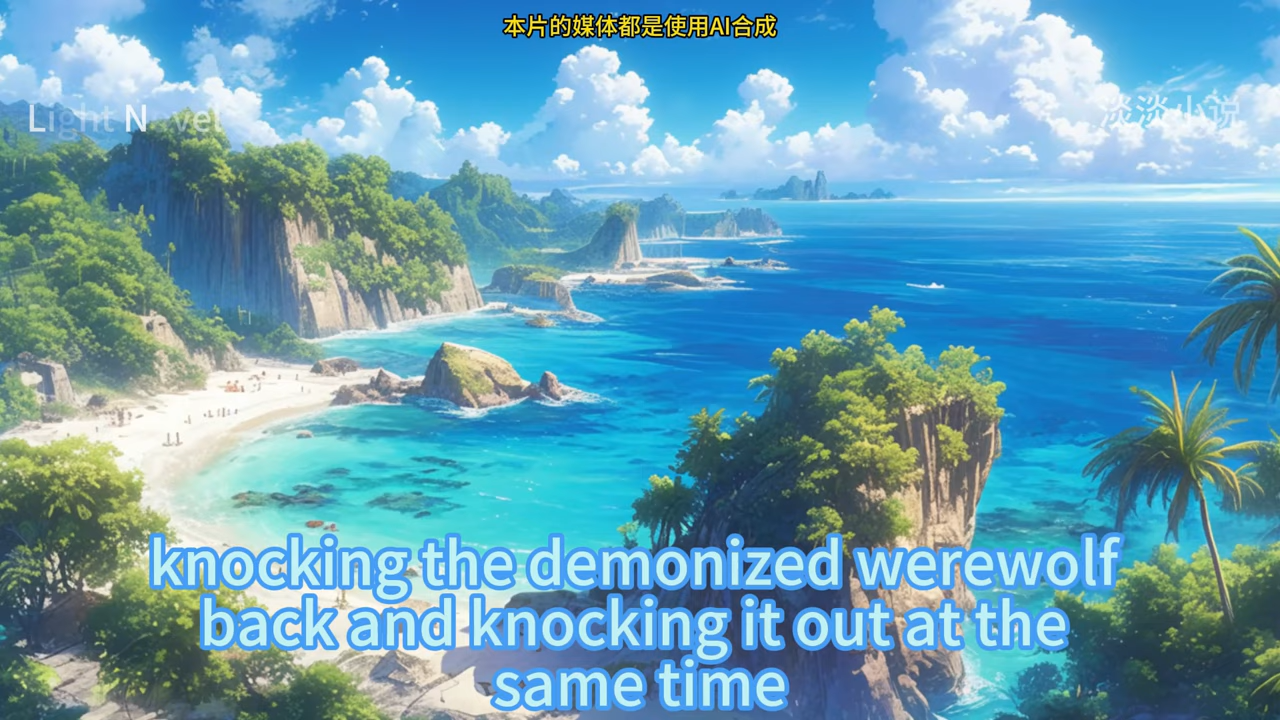 本片的媒体都是使用AI合成
Light Novel
淡淡小说
knocking the demonized werewolf
back and knocking it out at the
same time